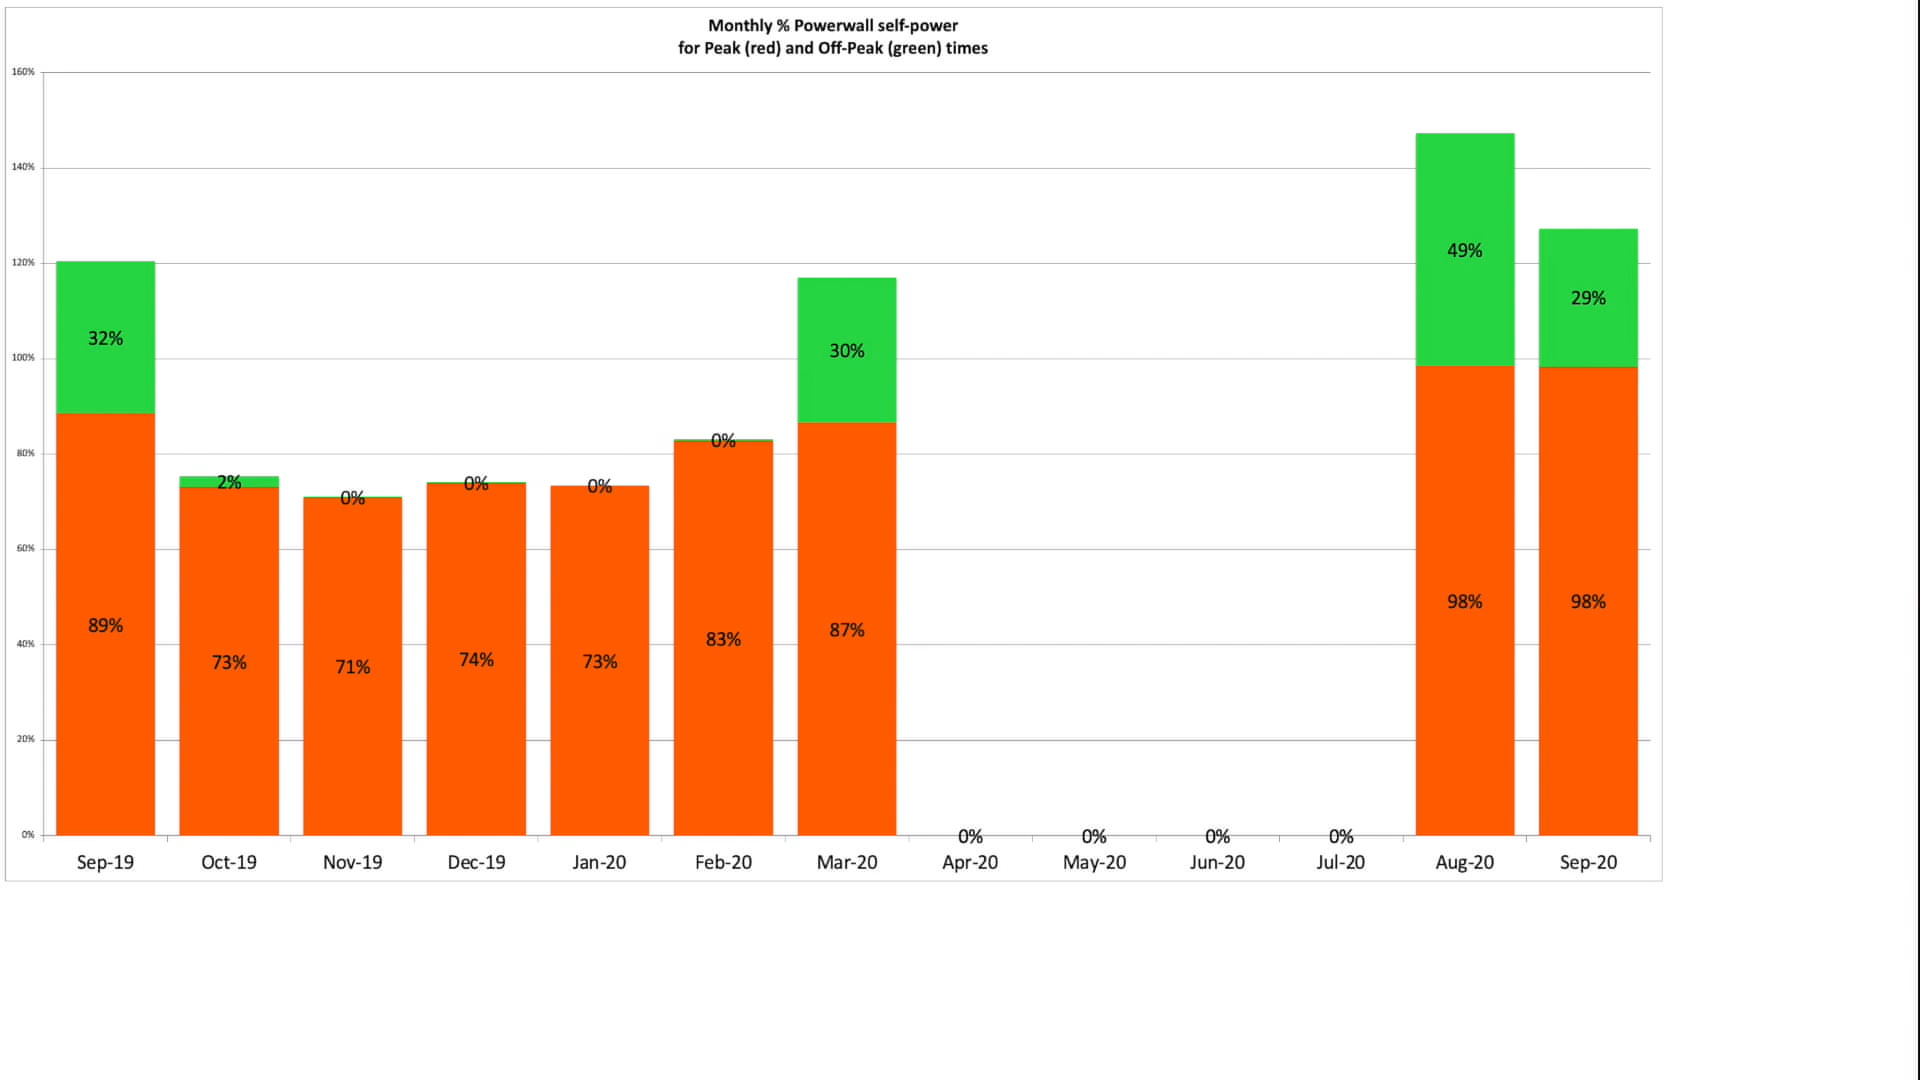 Monthly % Powerwall self-power
for Peak (red) and Off-Peak (green) times
160%
140%
120%
100%
80%
60%
40%
20%
0%
32%
2%
0%
0%
0%
0%
30%
49%
29%
89%
73%
71%
74%
73%
83%
87%
98%
98%
0%
0%
0%
0%
Sep-19
Oct-19
Nov-19
Dec-19
Jan-20
Feb-20
Mar-20
Apr-20
May-20
Jun-20
Jul-20
Aug-20
Sep-20